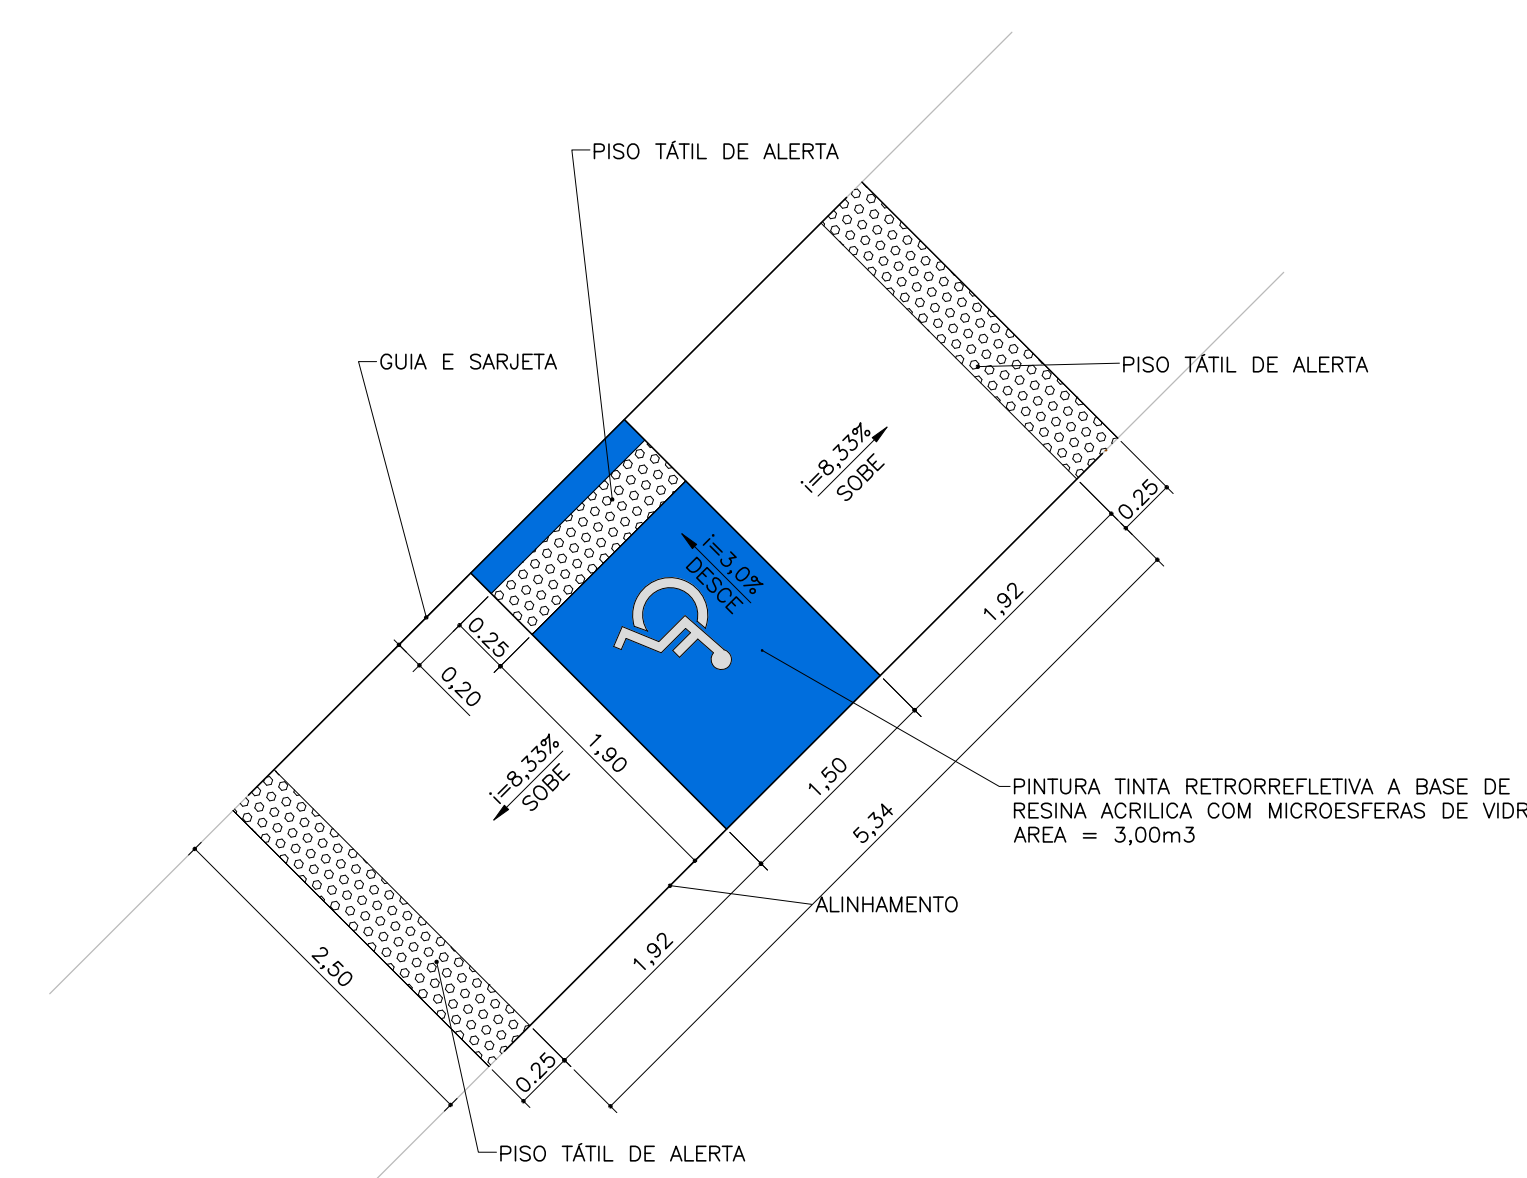 PISO TÁTIL DE ALERTA
GUIA E SARJETA
PISO TÁTIL DE ALERTA
i=8,33%
SOBE
0.25
i=3,0%
DESCE
1,92
0.25
0,20
1,90
i=8,33%
SOBE
1,50
5,34
PINTURA TINTA RETRORREFLETIVA A BASE DE
RESINA ACRILICA COM MICROESFERAS DE VIDR
AREA = 3,00m3
ALINHAMENTO
1,92
2,50
0.25
PISO TÁTIL DE ALERTA